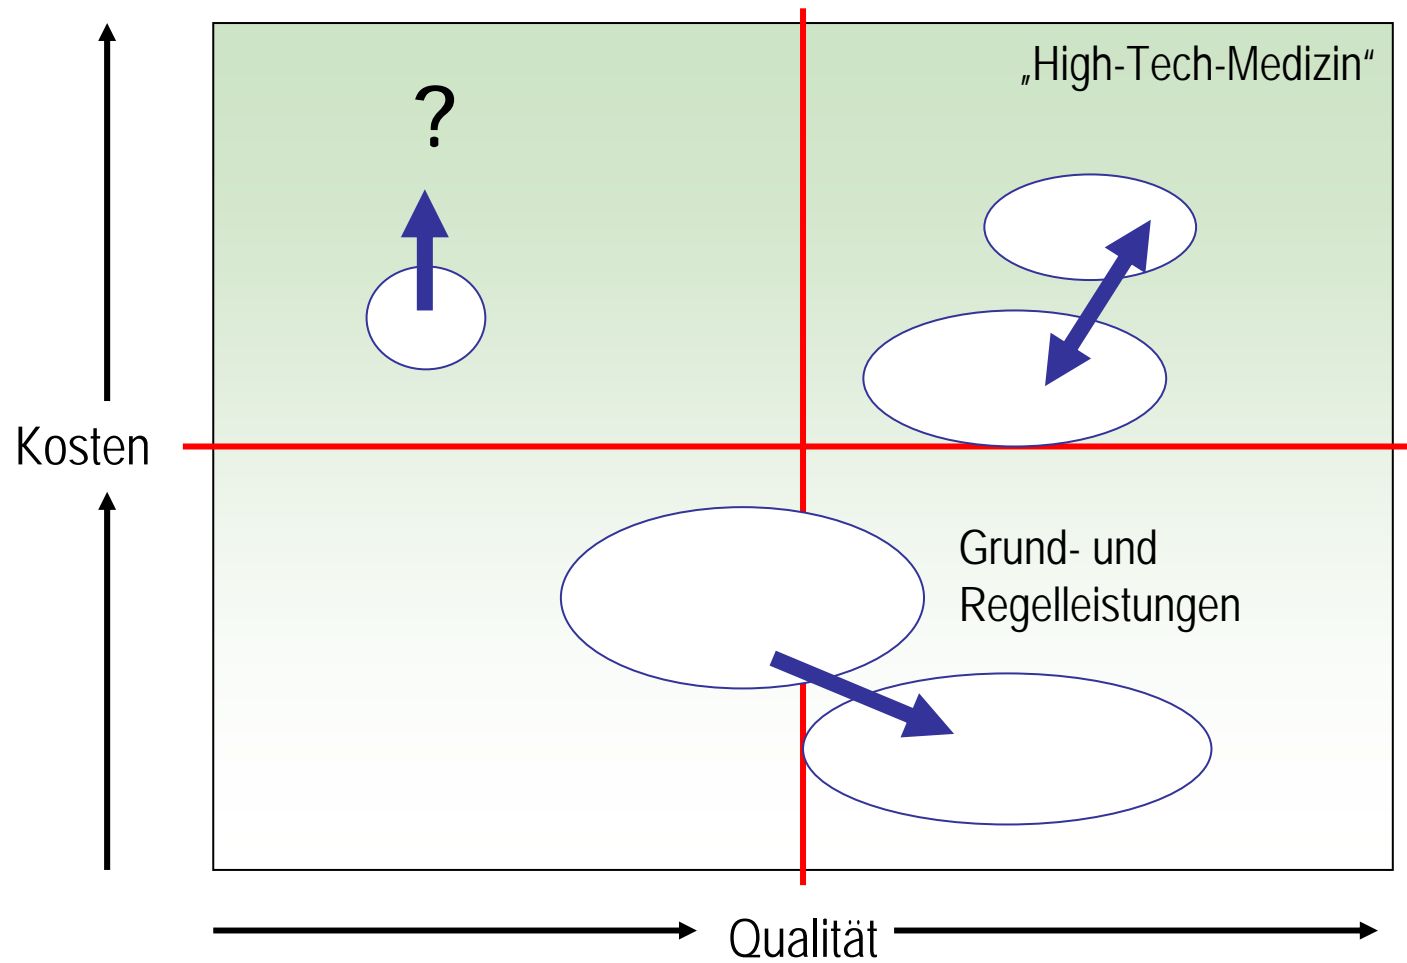 „High-Tech-Medizin“
?
Kosten
Grund- und
Regelleistungen
Qualität